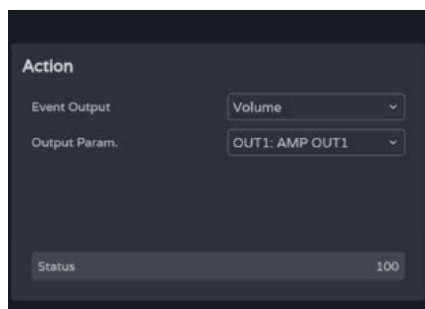 Action
Event Output Volume
Output Param. OUT1: AMP OUT1
Status 100